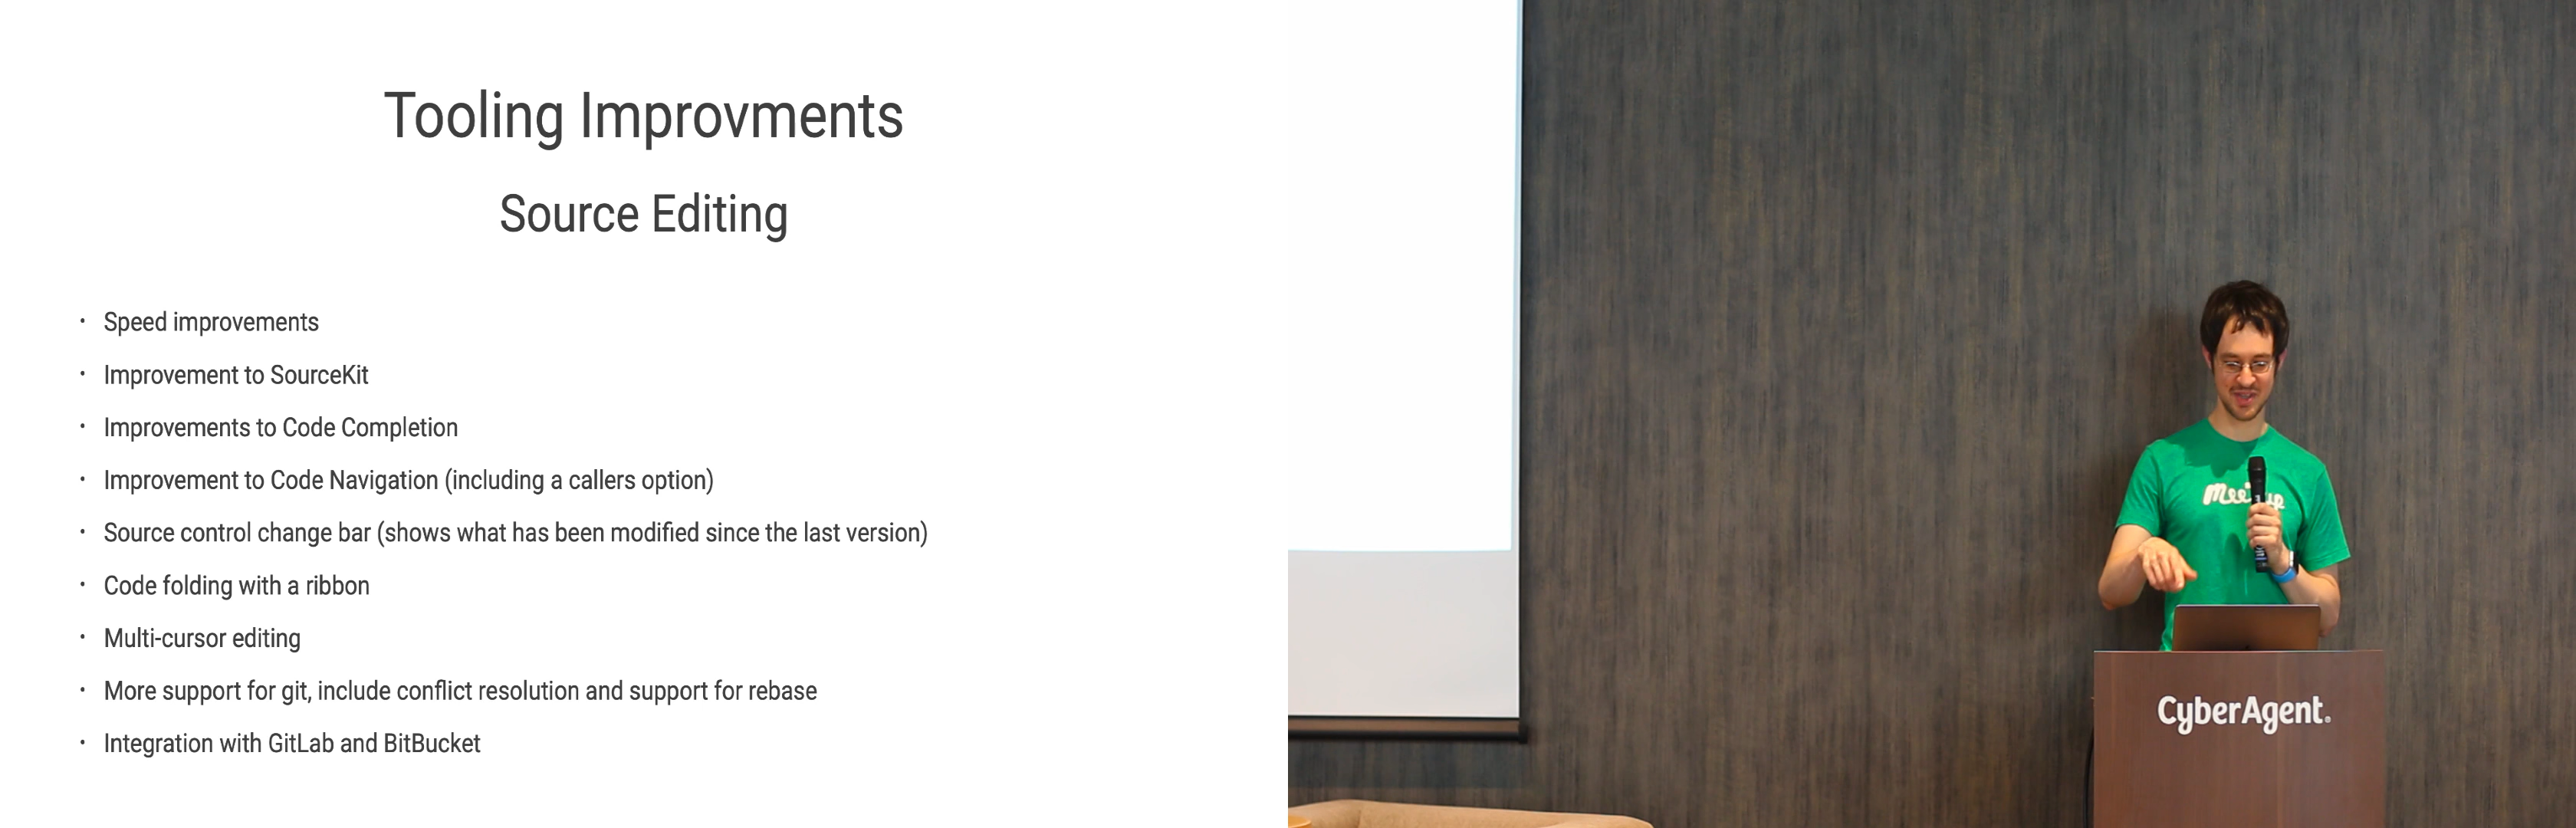 Tooling Improvments
Source Editing
• Speed improvements
• Improvement to SourceKit
• Improvements to Code Completion
• Improvement to Code Navigation (including a callers option)
• Source control change bar (shows what has been modified since the last version)
• Code folding with a ribbon
• Multi-cursor editing
• More support for git, include conflict resolution and support for rebase
• Integration with GitLab and BitBucket
CyberAgent.